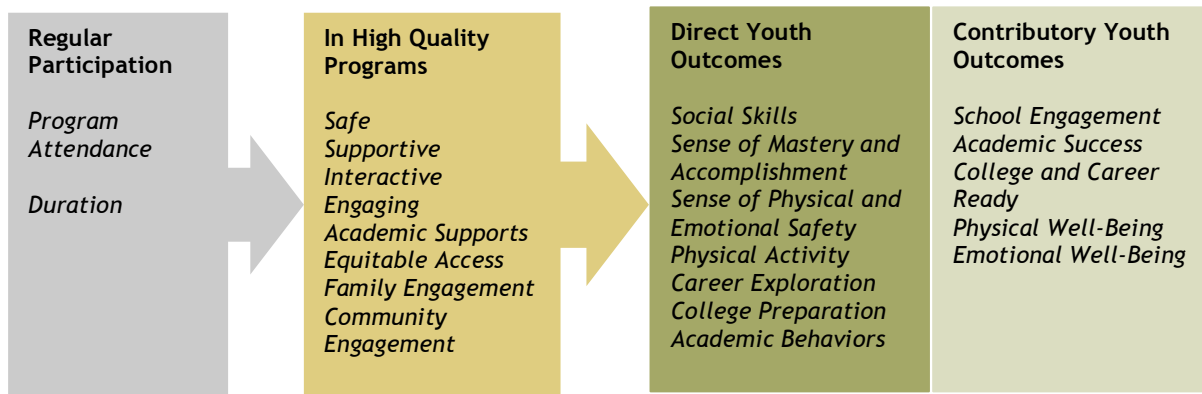 Regular
Participation
Program
Attendance
Duration
In High Quality
Programs
Safe
Supportive
Interactive
Engaging
Academic Supports
Equitable Access
Family Engagement
Community
Engagement
Direct Youth
Outcomes
Social Skills
Sense of Mastery and
Accomplishment
Sense of Physical and
Emotional Safety
Physical Activity
Career Exploration
College Preparation
Academic Behaviors
Contributory Youth
Outcomes
School Engagement
Academic Success
College and Career
Ready
Physical Well-Being
Emotional Well-Being